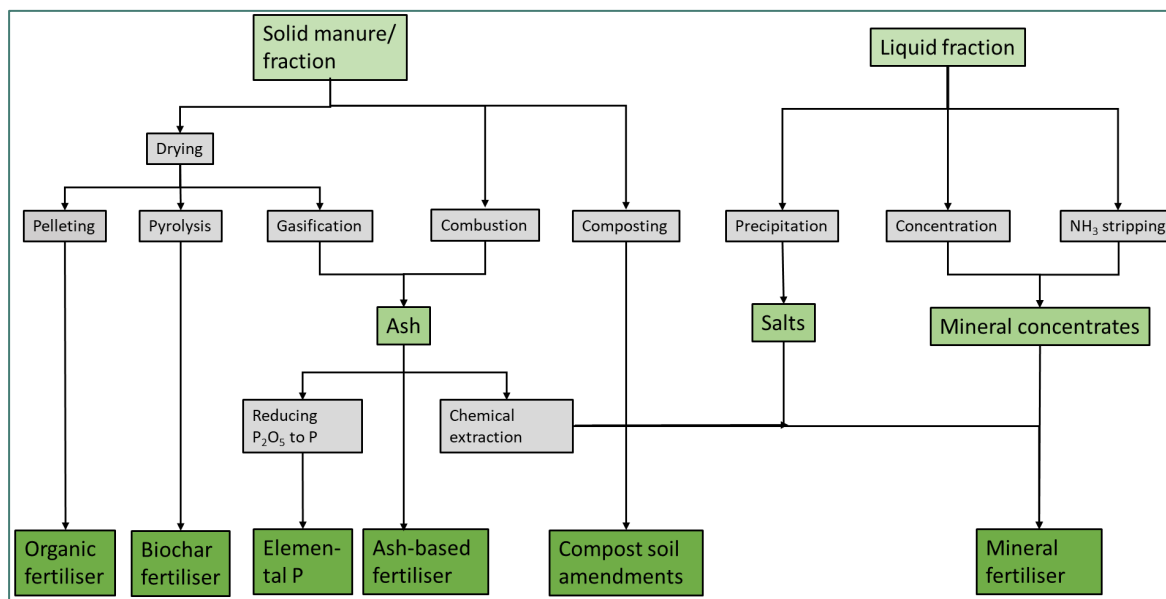 Solid manure/
fraction
Liquid fraction
Drying
Pelleting
Pyrolysis
Gasification
Combustion
Composting
Precipitation
Concentration
NH₃ stripping
Ash
Salts
Mineral concentrates
Reducing
P₂O₅ to P
Chemical
extraction
Organic
fertiliser
Biochar
fertiliser
Elemen-
tal P
Ash-based
fertiliser
Compost soil
amendments
Mineral
fertiliser